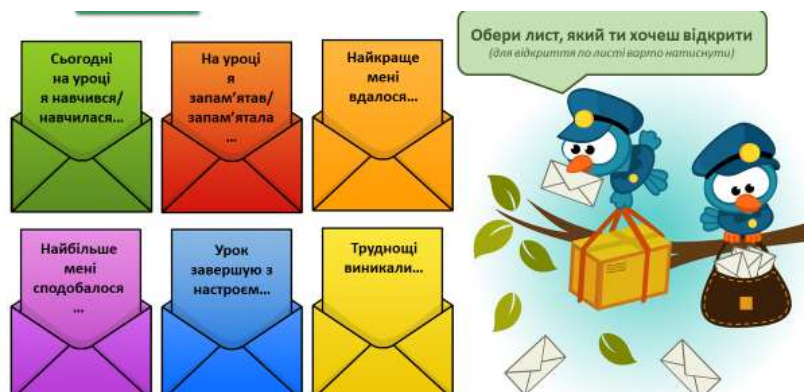 Сьогодні
на уроці
я навчився/
навчилася...
На уроці
я
запам'ятав/
запам'ятала
...
Найкраще
мені
вдалося...
Обери лист, який ти хочеш відкрити
(для відкриття по листі варто натиснути)
Найбільше
мені
сподобалося
...
Урок
завершую з
настроєм...
Труднощі
виникали...